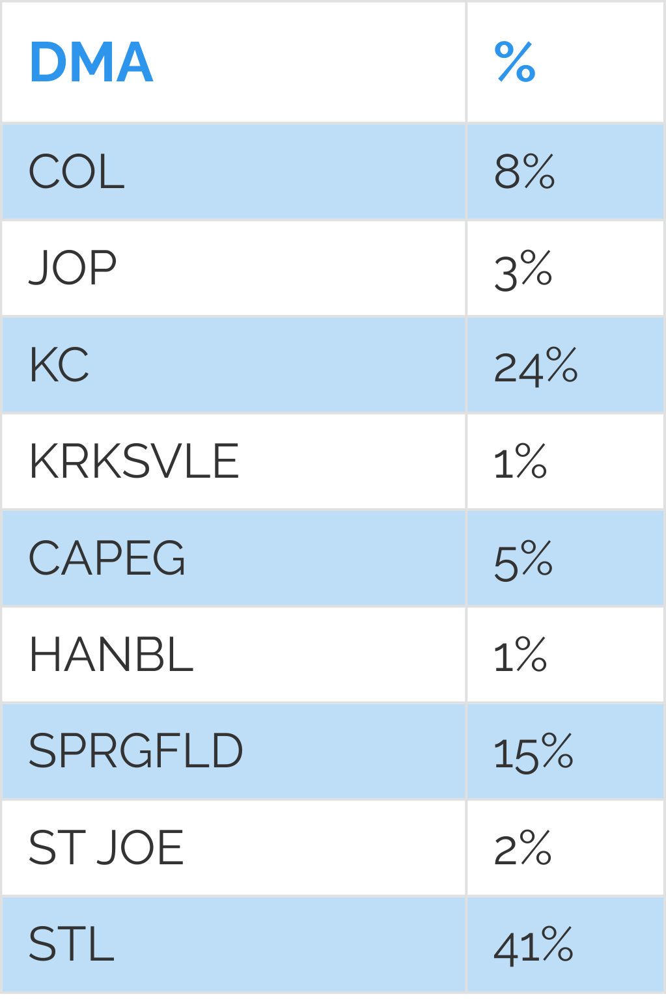 DMA %
COL 8%
JOP 3%
KC 24%
KRKSVLE 1%
CAPEG 5%
HANBL 1%
SPRGFLD 15%
ST JOE 2%
STL 41%